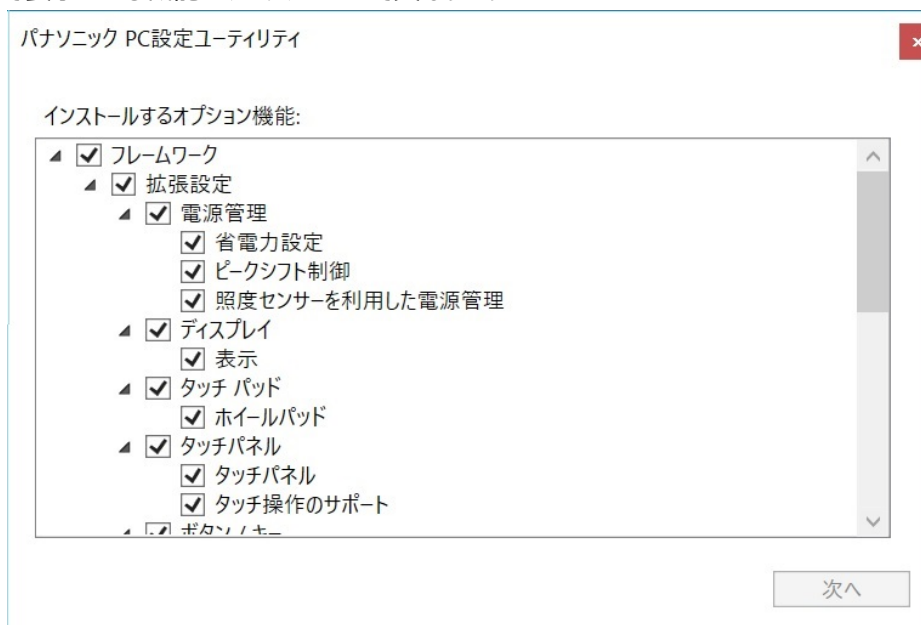 パナソニック PC設定ユーティリティ
インストールするオプション機能:
フレームワーク
拡張設定
電源管理
省電力設定
ピークシフト制御
照度センサーを利用した電源管理
ディスプレイ
表示
タッチ パッド
ホイールパッド
タッチパネル
タッチパネル
タッチ操作のサポート
ボタン / キー
次へ